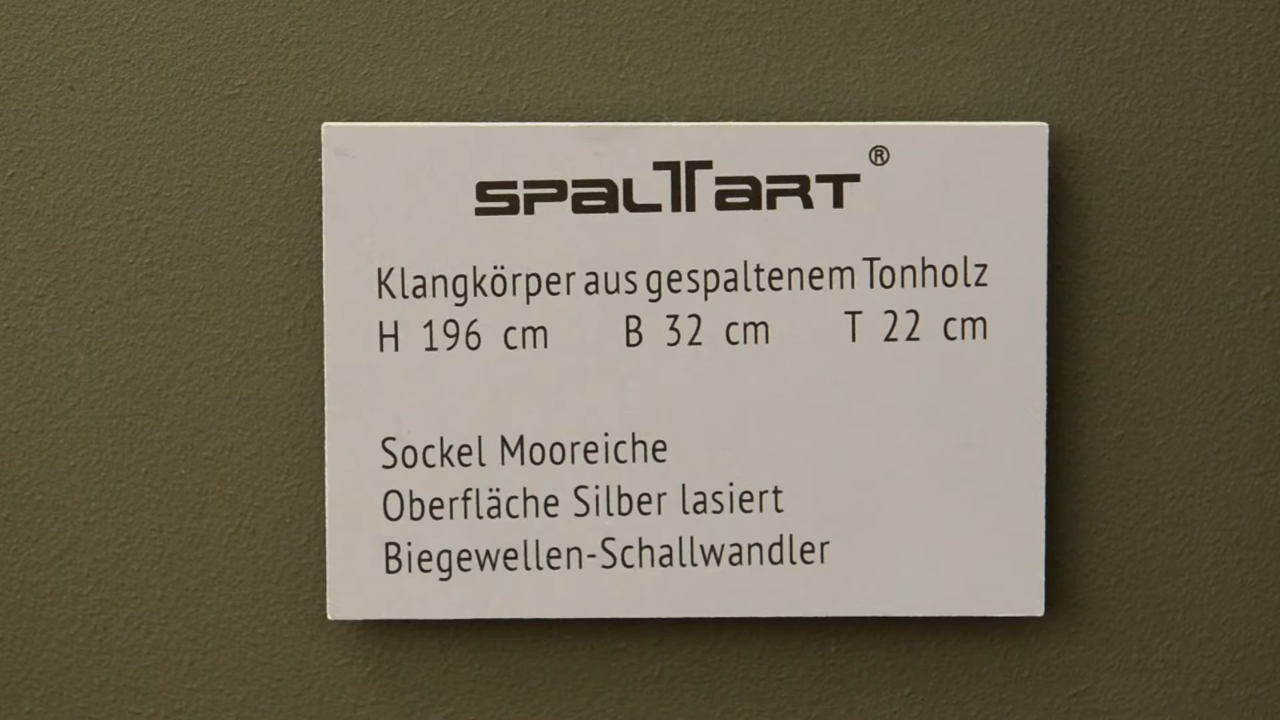 SPALTART®
Klangkörper aus gespaltenem Tonholz
H 196 cm B 32 cm T 22 cm
Sockel Mooreiche
Oberfläche Silber lasiert
Biegewellen-Schallwandler